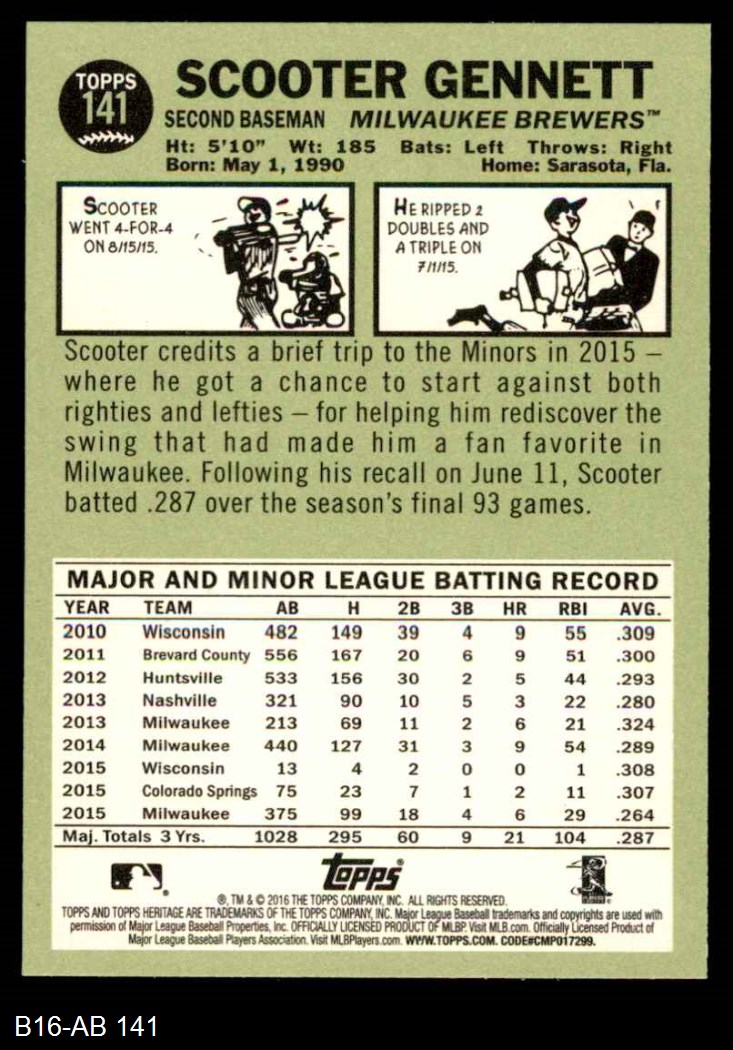 TOPPS
141
SCOOTER GENNETT
SECOND BASEMAN MILWAUKEE BREWERS™
Ht: 5'10" Wt: 185 Bats: Left Throws: Right
Born: May 1, 1990 Home: Sarasota, Fla.
SCOOTER
WENT 4-FOR-4
ON 8/15/15.
HE RIPPED 2
DOUBLES AND
A TRIPLE ON
7/1/15.
Scooter credits a brief trip to the Minors in 2015 –
where he got a chance to start against both
righties and lefties – for helping him rediscover the
swing that had made him a fan favorite in
Milwaukee. Following his recall on June 11, Scooter
batted .287 over the season's final 93 games.
MAJOR AND MINOR LEAGUE BATTING RECORD
YEAR TEAM AB H 2B 3B HR RBI AVG.
2010 Wisconsin 482 149 39 4 9 55 .309
2011 Brevard County 556 167 20 6 9 51 .300
2012 Huntsville 533 156 30 2 5 44 .293
2013 Nashville 321 90 10 5 3 22 .280
2013 Milwaukee 213 69 11 2 6 21 .324
2014 Milwaukee 440 127 31 3 9 54 .289
2015 Wisconsin 13 4 2 0 0 1 .308
2015 Colorado Springs 75 23 7 1 2 11 .307
2015 Milwaukee 375 99 18 4 6 29 .264
Maj. Totals 3 Yrs. 1028 295 60 9 21 104 .287
Topps®
®, TM & © 2016 THE TOPPS COMPANY, INC. ALL RIGHTS RESERVED.
TOPPS AND TOPPS HERITAGE ARE TRADEMARKS OF THE TOPPS COMPANY, INC. Major League Baseball trademarks and copyrights are used with
permission of Major League Baseball Properties, Inc. OFFICIALLY LICENSED PRODUCT OF MLBP. Visit MLB.com. Officially Licensed Product of
Major League Baseball Players Association. Visit MLBPlayers.com. WWW.TOPPS.COM. CODE#CMP017299.
B16-AB 141